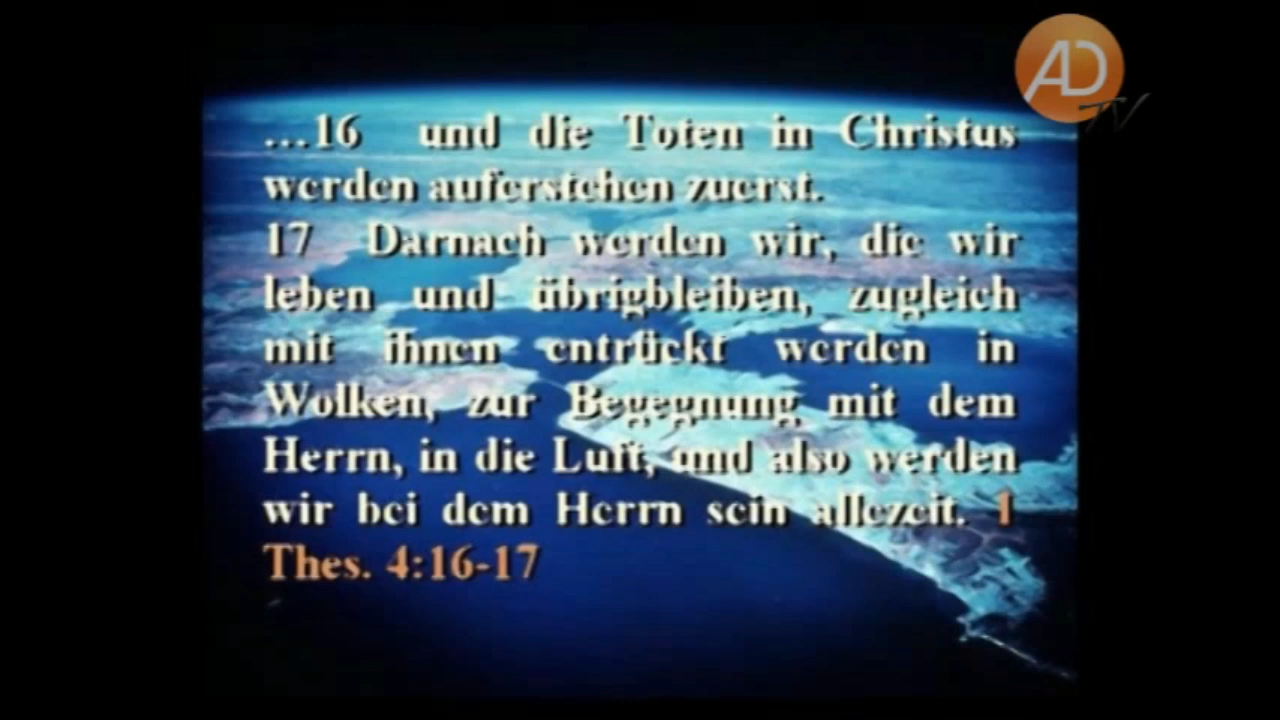 AD
TV
...16 und die Toten in Christus
werden auferstehen zuerst.
17 Darnach werden wir, die wir
leben und übrigbleiben, zugleich
mit ihnen entrückt werden in
Wolken, zur Begegnung mit dem
Herrn, in die Luft, und also werden
wir bei dem Herrn sein allezeit. 1
Thes. 4:16-17